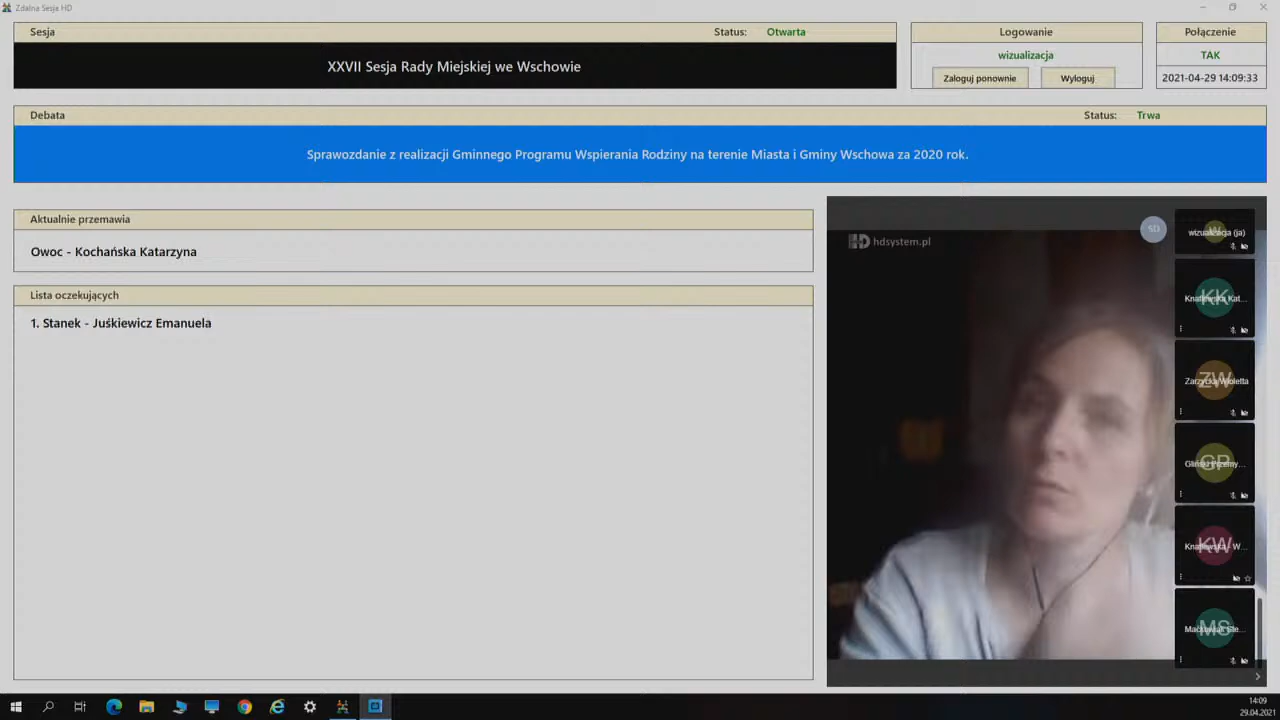 Zdalna Sesja HD
Sesja
Status: Otwarta
XXVII Sesja Rady Miejskiej we Wschowie
Logowanie
wizualizacja
Zaloguj ponownie
Wyloguj
Połączenie
TAK
2021-04-29 14:09:33
Debata
Status: Trwa
Sprawozdanie z realizacji Gminnego Programu Wspierania Rodziny na terenie Miasta i Gminy Wschowa za 2020 rok.
Aktualnie przemawia
Owoc - Kochańska Katarzyna
Lista oczekujących
1. Stanek - Juśkiewicz Emanuela
HD hdsystem.pl
SD
wizualizacja (ja)
KK
ZW
Zarzycka Wioletta
GP
KW
MS
14:09
29.04.2021